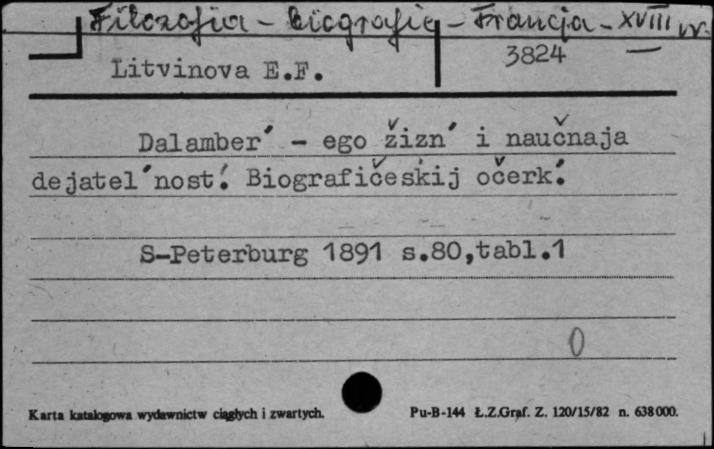 Filozofia - biografie - Francja - XVIII w.
3824
Litvinova E.F.
Dalamber´ - ego žizn´ i naučnaja
dejatel´nost´. Biografičeskij očerk´.
S-Peterburg 1891 s.80,tabl.1
0
Karta katalogowa wydawnictw ciągłych i zwartych.
Pu-B-144 Ł.Z.Graf. Z. 120/15/82 n. 638000.